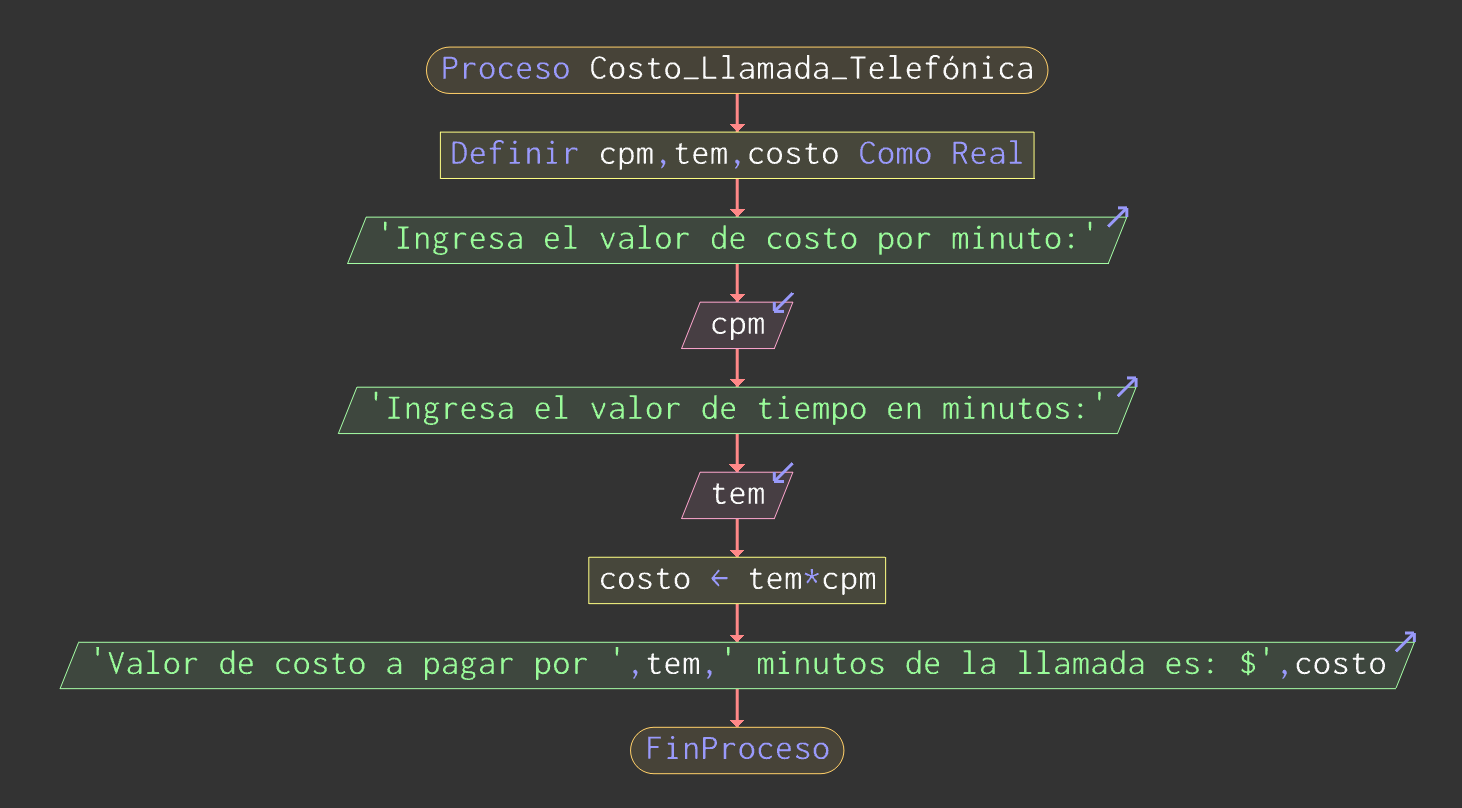 Proceso Costo_Llamada_Telefónica
Definir cpm,tem,costo Como Real
'Ingresa el valor de costo por minuto:'
cpm
'Ingresa el valor de tiempo en minutos:'
tem
costo ← tem*cpm
'Valor de costo a pagar por ',tem,' minutos de la llamada es: $',costo
FinProceso